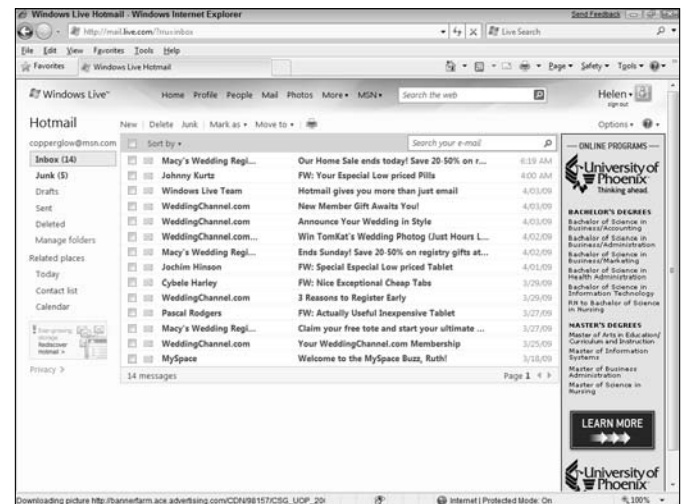 Windows Live Hotmail - Windows Internet Explorer
Send Feedback
http://mail.live.com/?rru=inbox
Live Search
File Edit View Favorites Tools Help
Favorites Windows Live Hotmail
Page Safety Tools
Windows Live™ Home Profile People Mail Photos More MSN Search the web Helen
sign out
Hotmail New Delete Junk Mark as Move to Options
copperglow@msn.com Sort by Search your e-mail
Inbox (14)
Junk (5)
Drafts
Sent
Deleted
Manage folders
Related places
Today
Contact list
Calendar
Ever-growing storage
Rediscover Hotmail >
Privacy
Macy's Wedding Regi... Our Home Sale ends today! Save 20-50% on r... 6:19 AM
Johnny Kurtz FW: Your Especial Low priced Pills 4:00 AM
Windows Live Team Hotmail gives you more than just email 4/03/09
WeddingChannel.com New Member Gift Awaits You! 4/03/09
WeddingChannel.com Announce Your Wedding in Style 4/03/09
WeddingChannel.com... Win TomKat's Wedding Photog (Just Hours L... 4/02/09
Macy's Wedding Regi... Ends Sunday! Save 20-50% on registry gifts at... 4/02/09
Jochim Hinson FW: Special Especial Low priced Tablet 4/01/09
Cybele Harley FW: Nice Exceptional Cheap Tabs 3/29/09
WeddingChannel.com 3 Reasons to Register Early 3/29/09
Pascal Rodgers FW: Actually Useful Inexpensive Tablet 3/27/09
Macy's Wedding Regi... Claim your free tote and start your ultimate ... 3/27/09
WeddingChannel.com Your WeddingChannel.com Membership 3/25/09
MySpace Welcome to the MySpace Buzz, Ruth! 3/18/09
14 messages Page 1
ONLINE PROGRAMS
University of
Phoenix
Thinking ahead.
BACHELOR'S DEGREES
Bachelor of Science in
Business/Accounting
Bachelor of Science in
Business/Administration
Bachelor of Science in
Business/Marketing
Bachelor of Science in
Health Administration
Bachelor of Science in
Information Technology
RN to Bachelor of Science
in Nursing
MASTER'S DEGREES
Master of Arts in Education/
Curriculum and Instruction
Master of Information
Systems
Master of Business
Administration
Master of Science in
Nursing
LEARN MORE
University of
Phoenix
Downloading picture http://bannerfarm.ace.advertising.com/CDN/98157/CSG_UOP_20 Internet | Protected Mode: On 100%